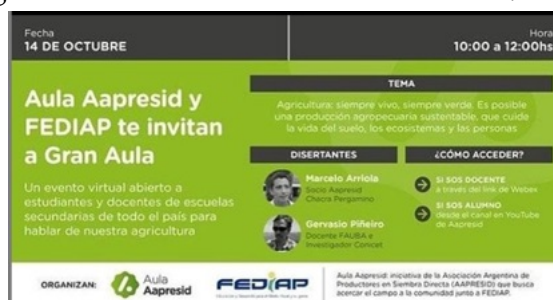 Fecha
14 DE OCTUBRE
Hora
10:00 a 12:00hs
Aula Aapresid y
FEDIAP te invitan
a Gran Aula
Un evento virtual abierto a
estudiantes y docentes de escuelas
secundarias de todo el país para
hablar de nuestra agricultura
TEMA
Agricultura: siempre vivo, siempre verde. Es posible
una producción agropecuaria sustentable, que cuide
la vida del suelo, los ecosistemas y las personas
DISERTANTES
Marcelo Arriola
Socio Aapresid
Chacra Pergamino
Gervasio Piñeiro
Docente FAUBA e
Investigador Conicet
¿CÓMO ACCEDER?
SI SOS DOCENTE
a través del link de Webex
SI SOS ALUMNO
desde el canal en YouTube
de Aapresid
ORGANIZAN:
Aula
Aapresid
FEDIAP
Aula Aapresid: iniciativa de la Asociación Argentina de
Productores en Siembra Directa (AAPRESID) que busca
acercar el campo a la comunidad junto a FEDIAP.